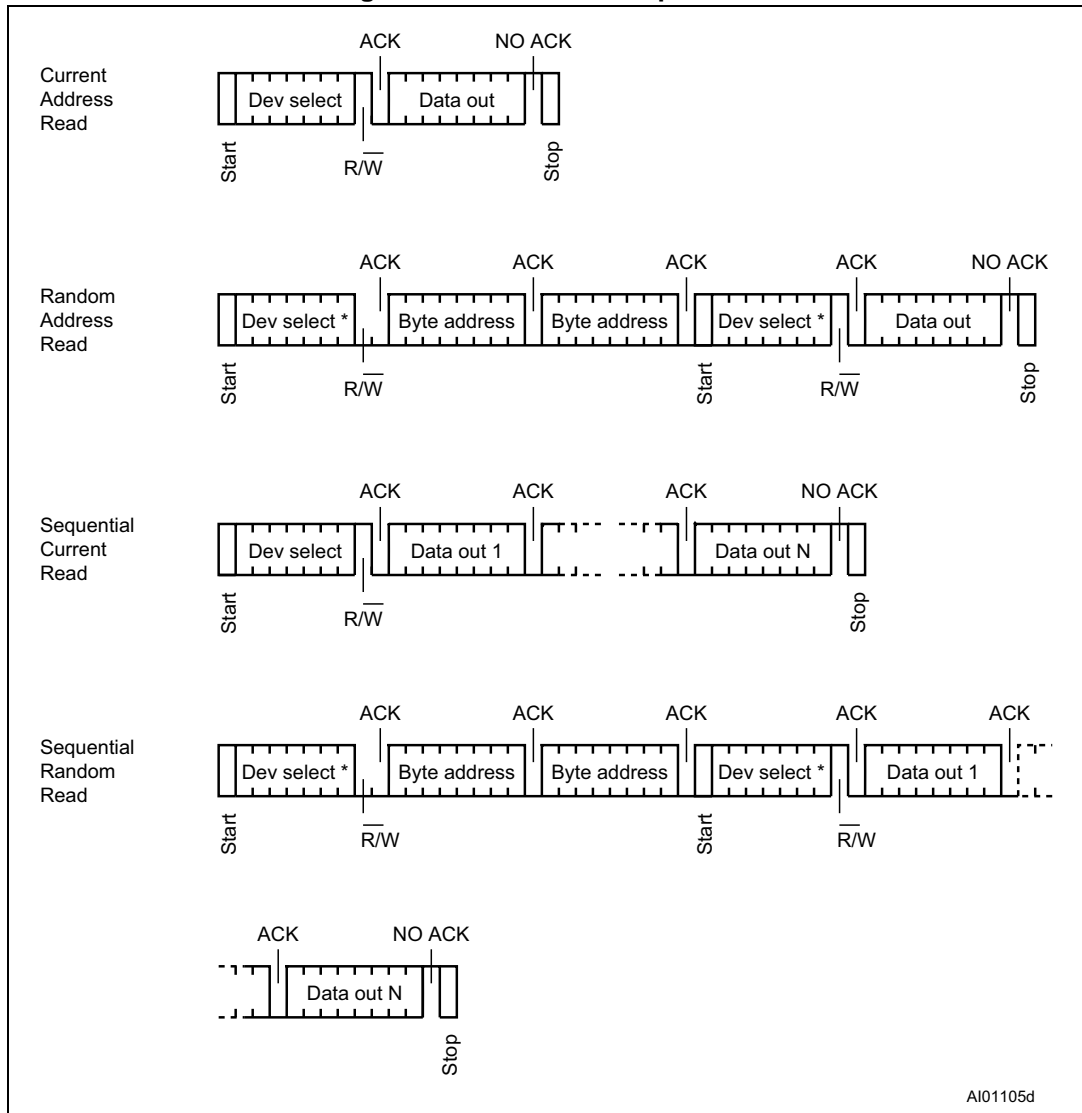 ACK NO ACK
Current
Address
Read
Dev select Data out
Start R/W̅ Stop
ACK ACK ACK ACK NO ACK
Random
Address
Read
Dev select * Byte address Byte address Dev select * Data out
Start R/W̅ Start R/W̅ Stop
ACK ACK ACK NO ACK
Sequential
Current
Read
Dev select Data out 1 Data out N
Start R/W̅ Stop
ACK ACK ACK ACK ACK
Sequential
Random
Read
Dev select * Byte address Byte address Dev select * Data out 1
Start R̅/W Start R̅/W
ACK NO ACK
Data out N
Stop
AI01105d